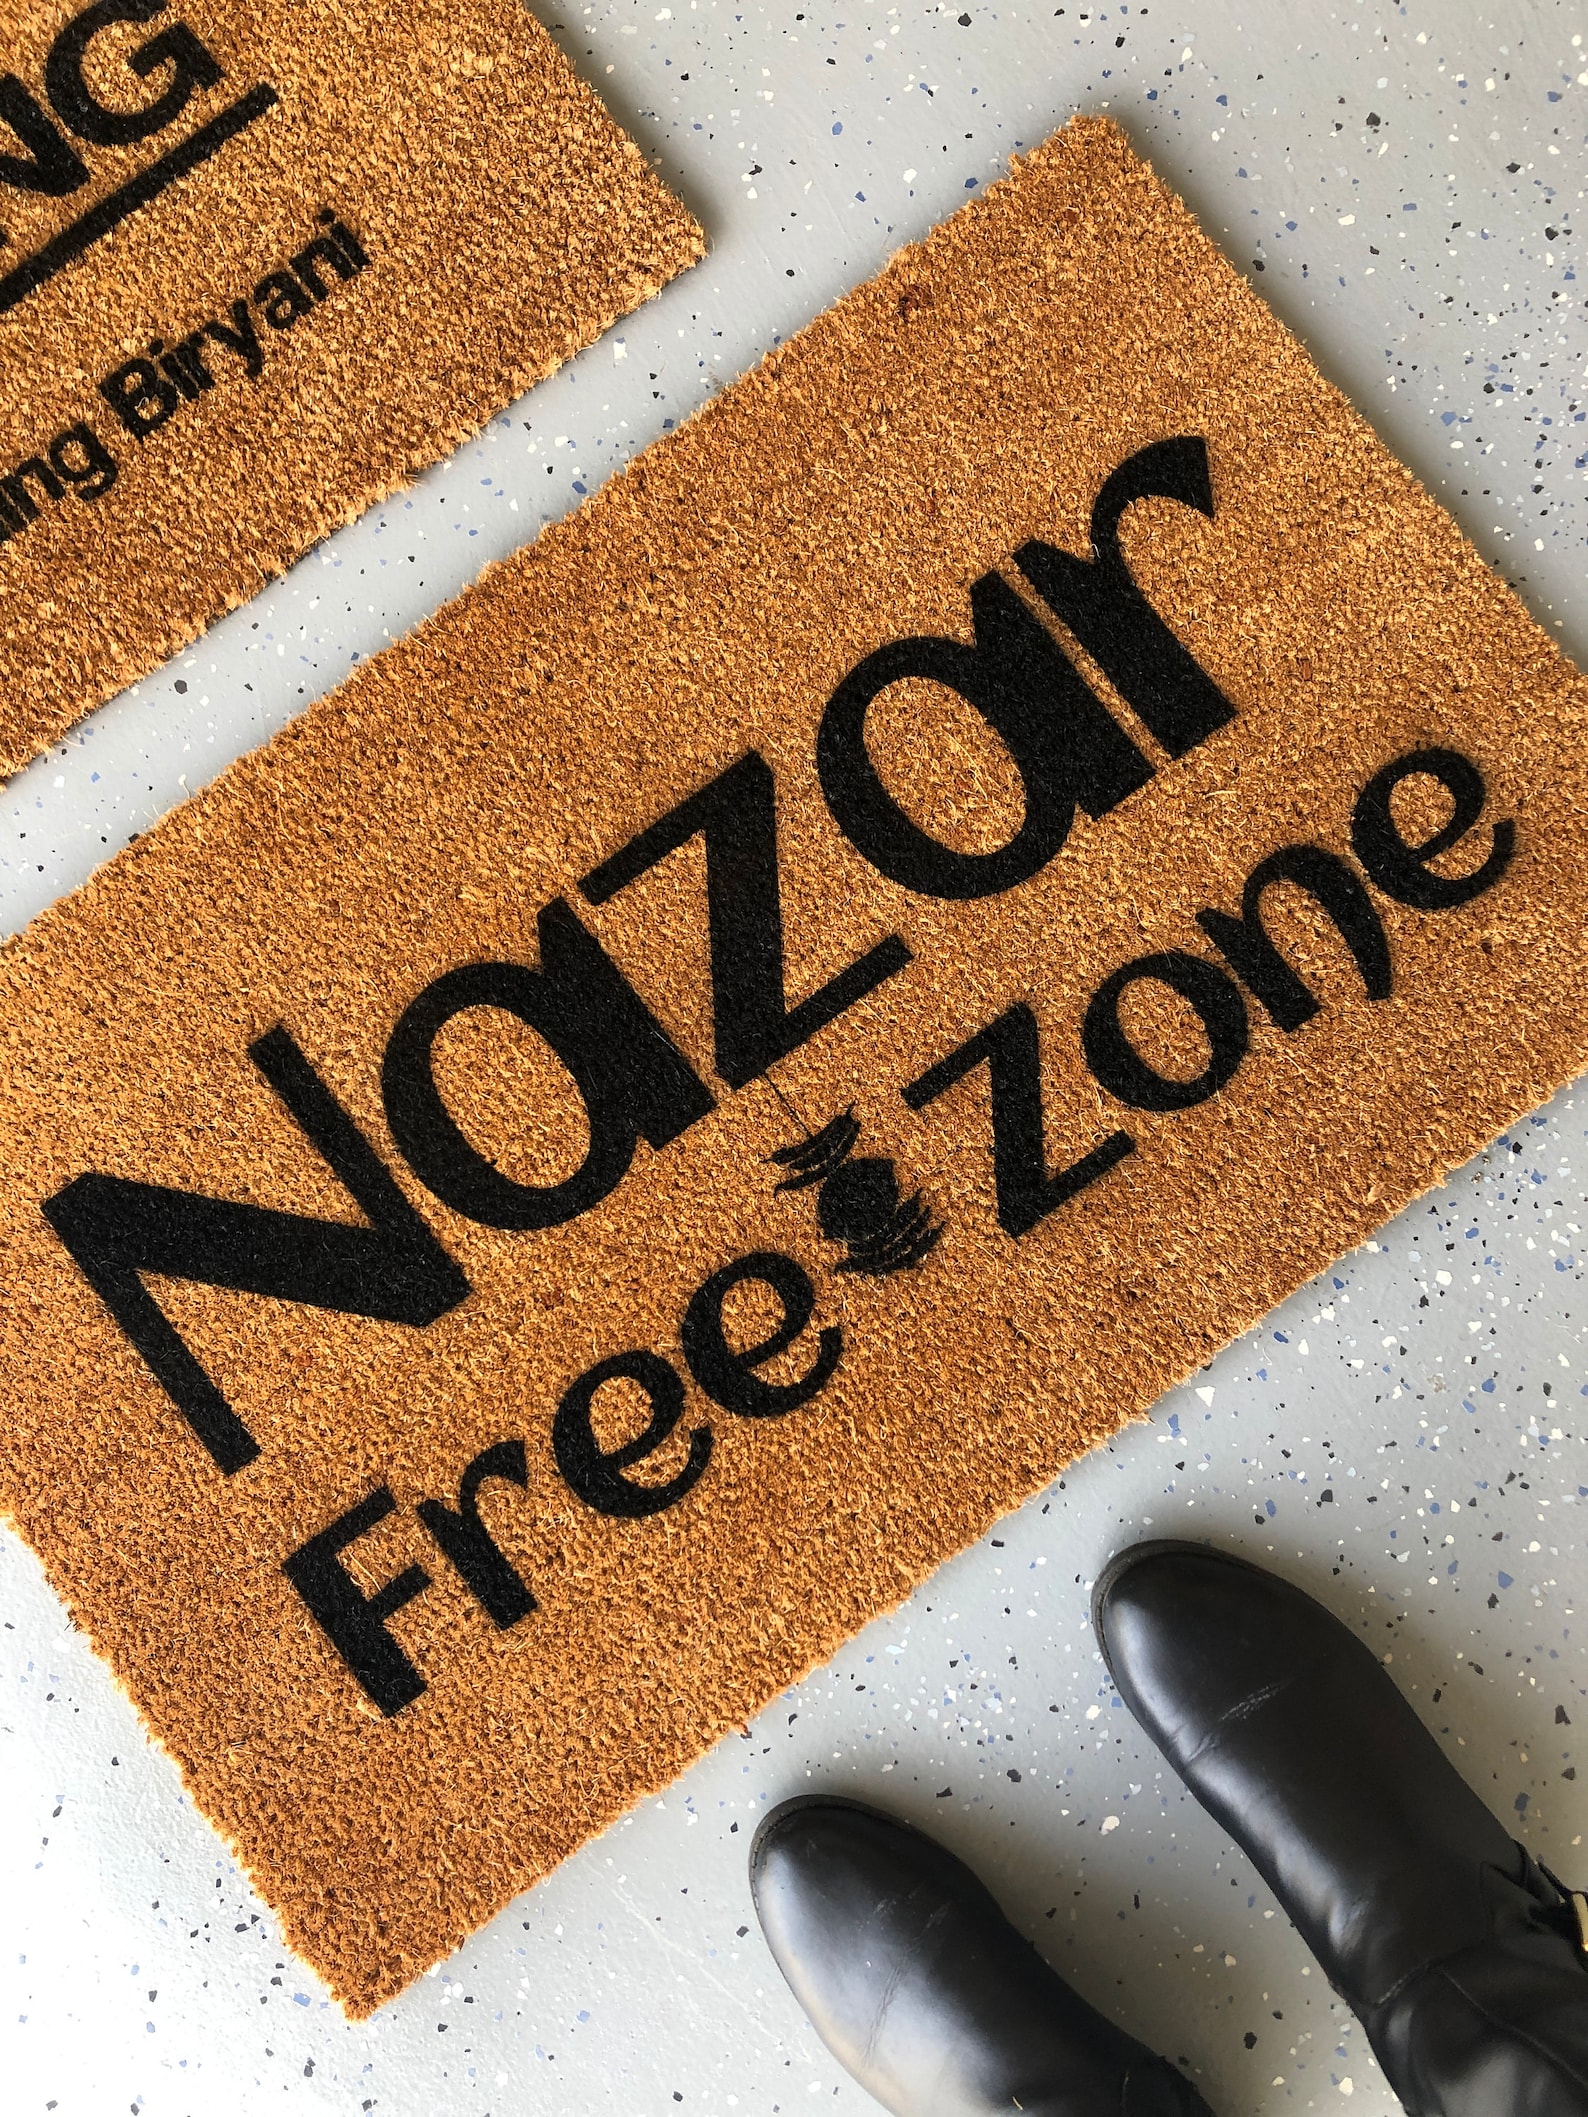 NG
ing Biryani
Nazar
Free zone